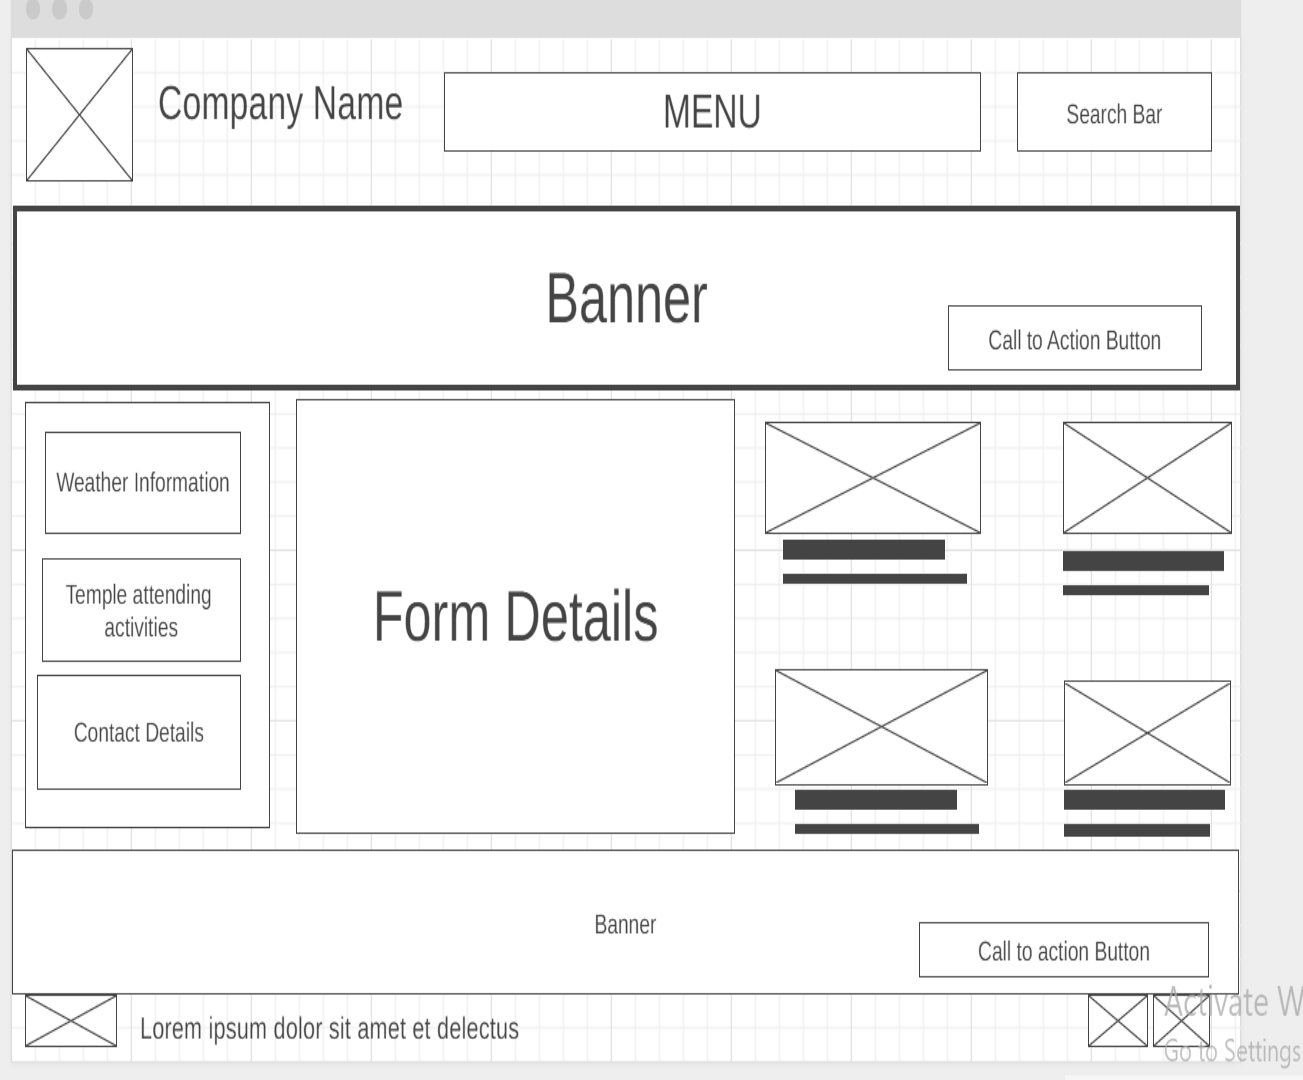 Company Name
MENU
Search Bar
Banner
Call to Action Button
Weather Information
Temple attending
activities
Contact Details
Form Details
Banner
Call to action Button
Lorem ipsum dolor sit amet et delectus
Activate W
Go to Settings